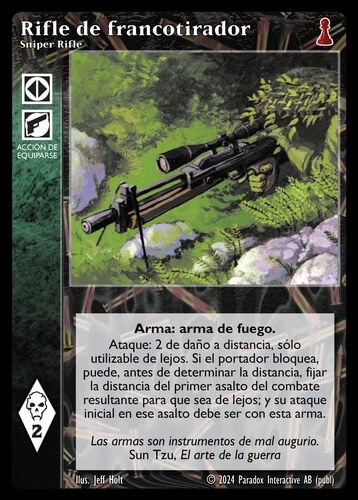 Rifle de francotirador
Sniper Rifle
ACCIÓN DE
EQUIPARSE
Arma: arma de fuego.
Ataque: 2 de daño a distancia, sólo
utilizable de lejos. Si el portador bloquea,
puede, antes de determinar la distancia, fijar
la distancia del primer asalto del combate
resultante para que sea de lejos; y su ataque
inicial en ese asalto debe ser con esta arma.
Las armas son instrumentos de mal augurio.
Sun Tzu, El arte de la guerra
2
Illus. Jeff Holt
© 2024 Paradox Interactive AB (publ)